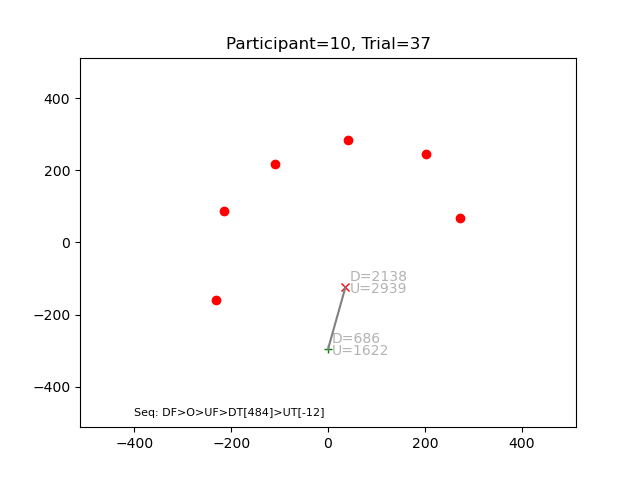 Participant=10, Trial=37
400
200
0
−200
−400
D=2138
U=2939
D=686
U=1622
Seq: DF>O>UF>DT[484]>UT[-12]
−400
−200
0
200
400